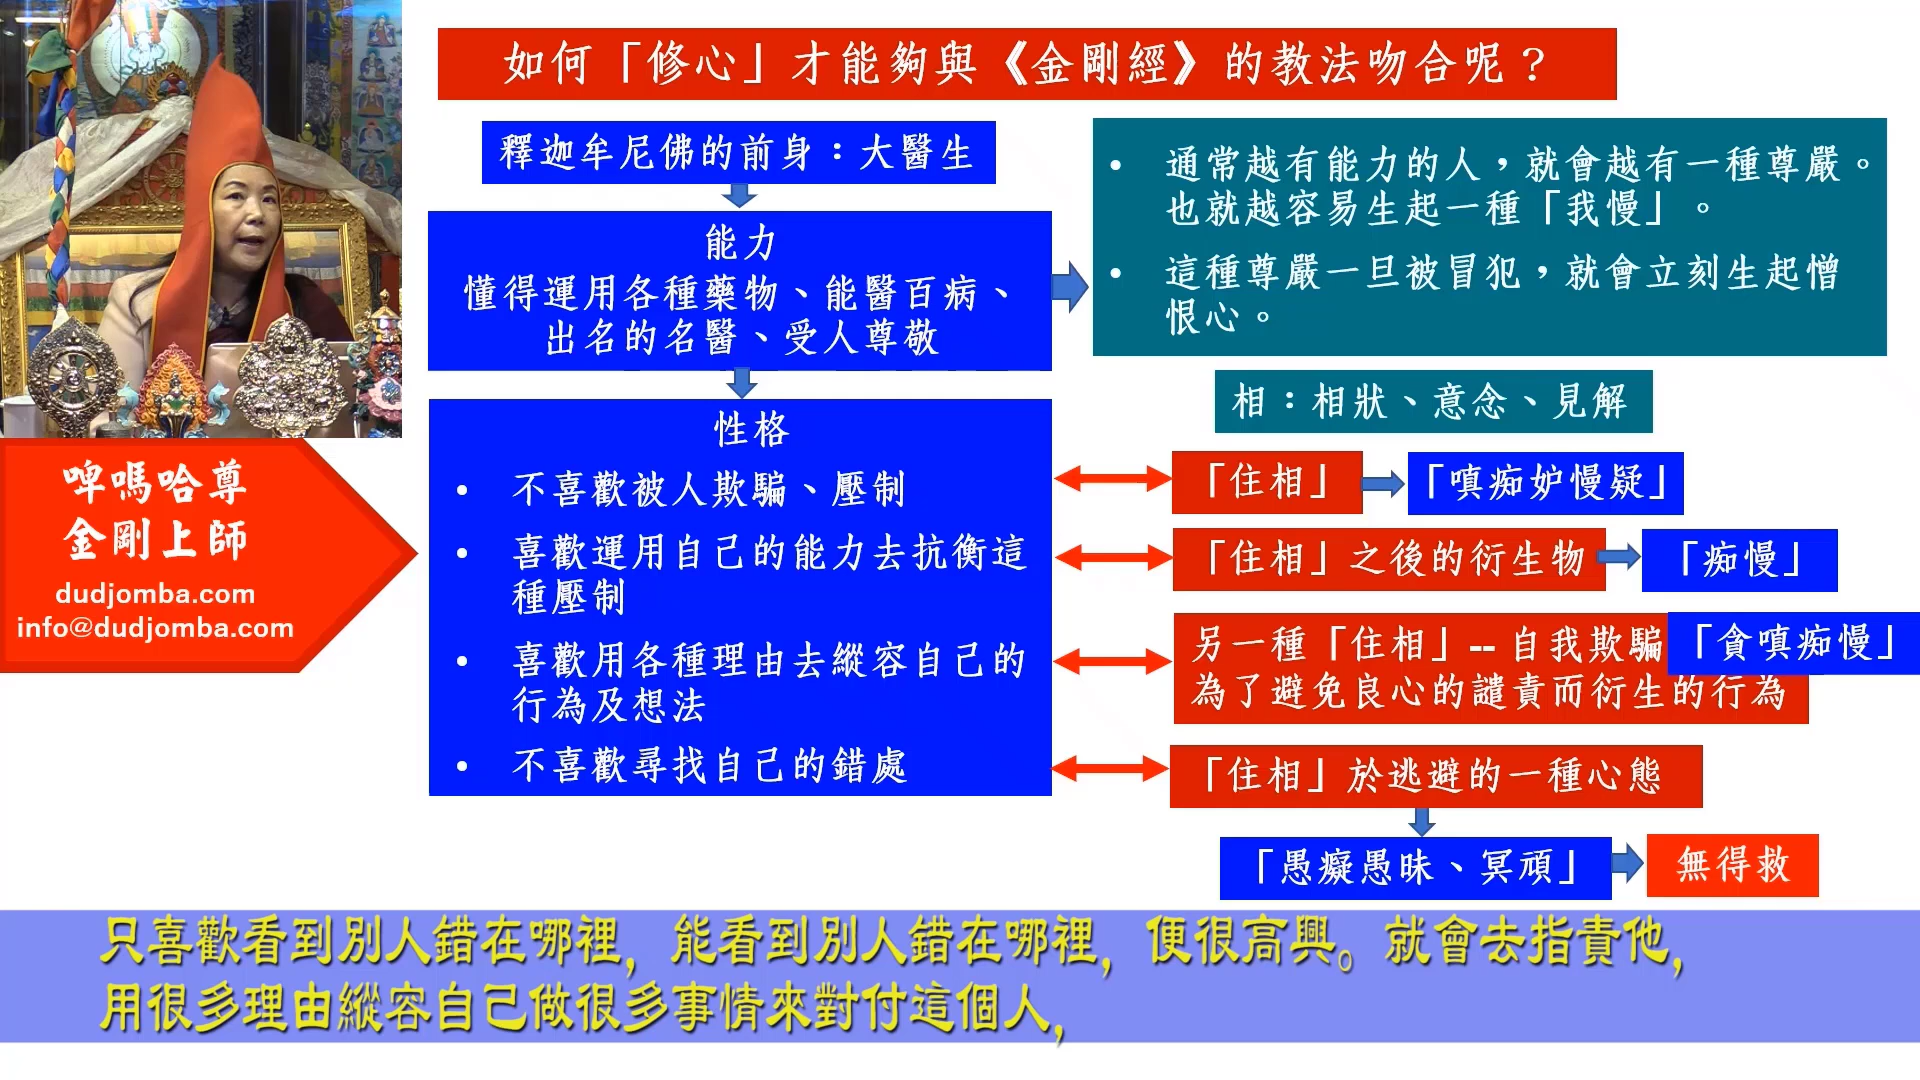 如何「修心」才能夠與《金剛經》的教法吻合呢？
釋迦牟尼佛的前身：大醫生
能力
懂得運用各種藥物、能醫百病、
出名的名醫、受人尊敬
• 通常越有能力的人，就會越有一種尊嚴。
也就越容易生起一種「我慢」。
• 這種尊嚴一旦被冒犯，就會立刻生起憎
恨心。
相：相狀、意念、見解
性格
• 不喜歡被人欺騙、壓制
• 喜歡運用自己的能力去抗衡這
種壓制
• 喜歡用各種理由去縱容自己的
行為及想法
• 不喜歡尋找自己的錯處
「住相」
「嗔痴妒慢疑」
「住相」之後的衍生物
「痴慢」
另一種「住相」-- 自我欺騙
「貪嗔痴慢」
為了避免良心的譴責而衍生的行為
「住相」於逃避的一種心態
「愚癡愚昧、冥頑」
無得救
啤嗎哈尊
金剛上師
dudjomba.com
info@dudjomba.com
只喜歡看到別人錯在哪裡，能看到別人錯在哪裡，便很高興。就會去指責他，
用很多理由縱容自己做很多事情來對付這個人，